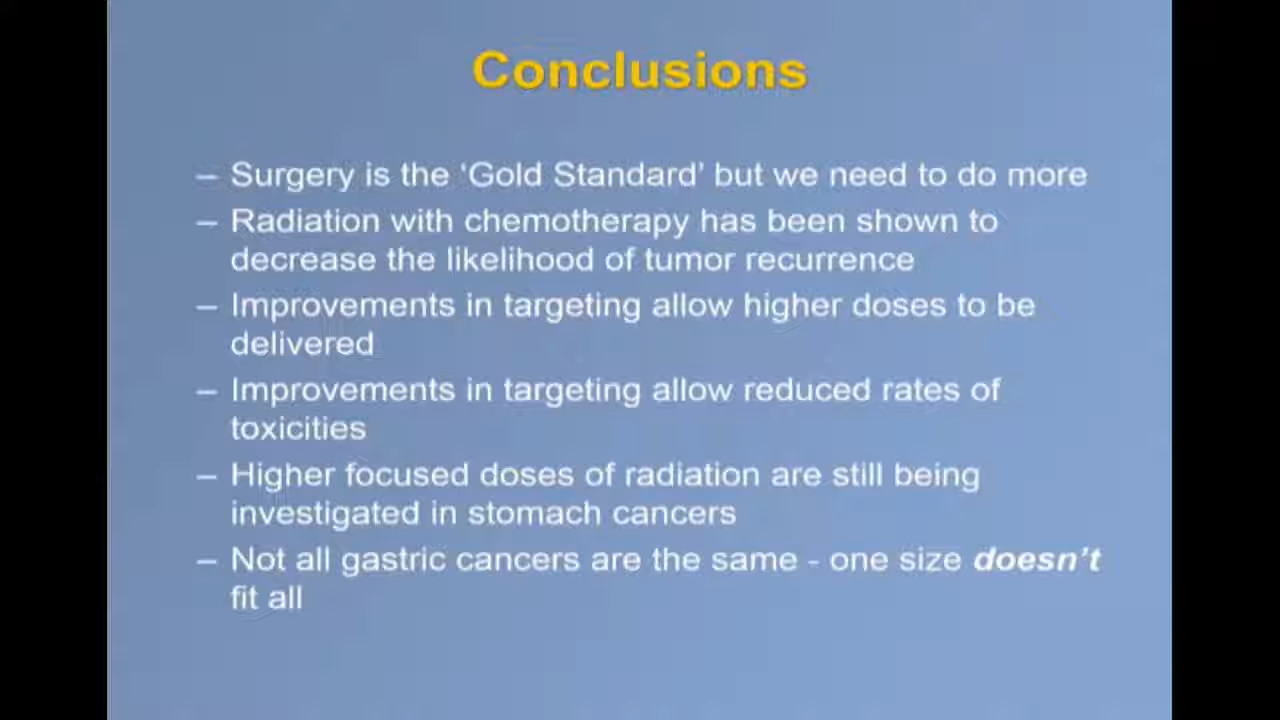 Conclusions
– Surgery is the ‘Gold Standard’ but we need to do more
– Radiation with chemotherapy has been shown to
decrease the likelihood of tumor recurrence
– Improvements in targeting allow higher doses to be
delivered
– Improvements in targeting allow reduced rates of
toxicities
– Higher focused doses of radiation are still being
investigated in stomach cancers
– Not all gastric cancers are the same - one size doesn’t
fit all